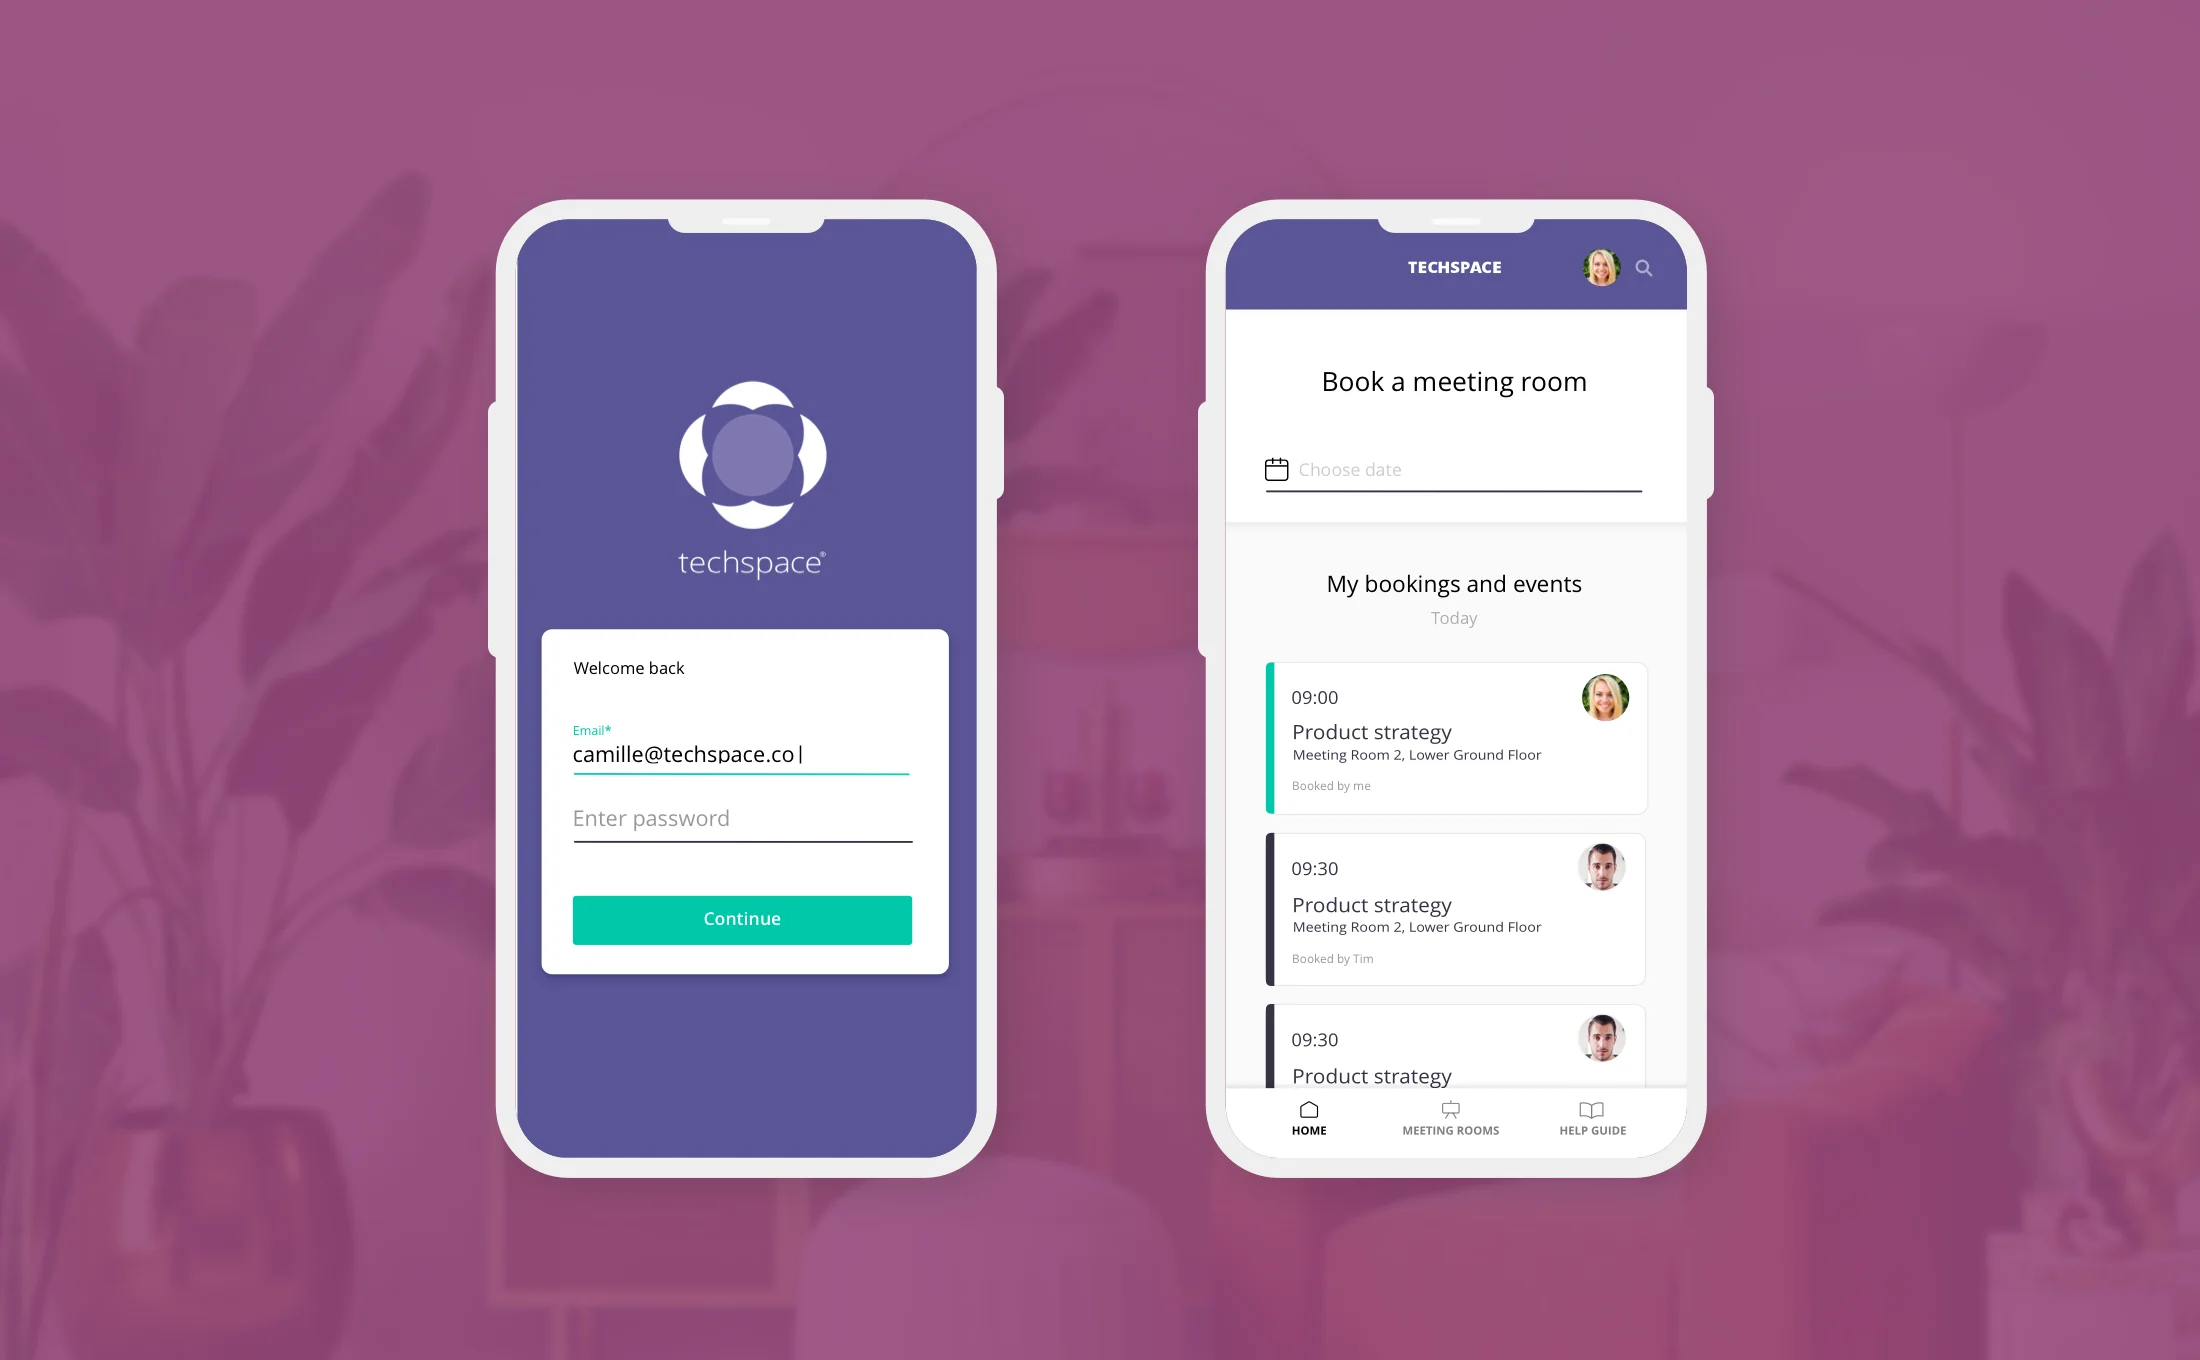 techspace®
Welcome back
Email*
camille@techspace.co|
Enter password
Continue
TECHSPACE
Book a meeting room
Choose date
My bookings and events
Today
09:00
Product strategy
Meeting Room 2, Lower Ground Floor
Booked by me
09:30
Product strategy
Meeting Room 2, Lower Ground Floor
Booked by Tim
09:30
Product strategy
HOME
MEETING ROOMS
HELP GUIDE